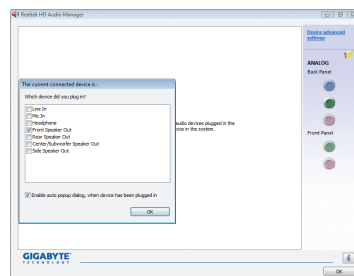 Realtek HD Audio Manager
Device advanced
settings
ANALOG
Back Panel
The current connected device is :
Which device did you plug in?
Line In
Mic In
Headphone
Front Speaker Out
Rear Speaker Out
Center/Subwoofer Speaker Out
Side Speaker Out
audio devices plugged in the
vice in the system.
Front Panel
Enable auto popup dialog, when device has been plugged in
OK
GIGABYTE
TECHNOLOGY
OK